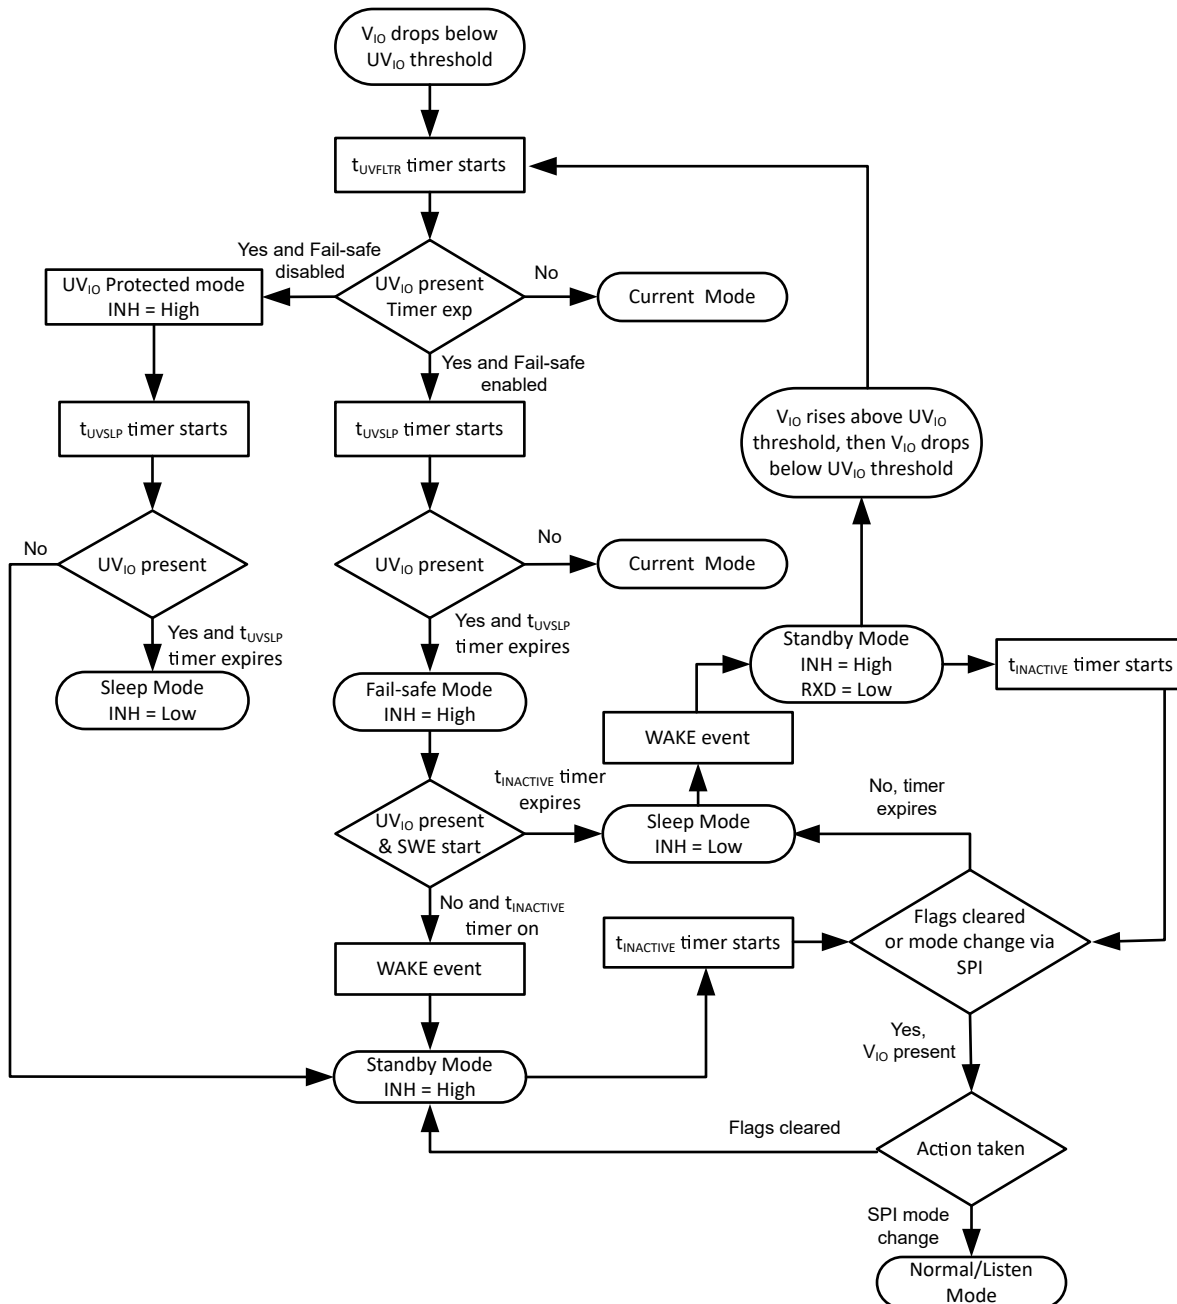 V_IO drops below
UV_IO threshold
t_UVFLTR timer starts
Yes and Fail-safe
disabled
UV_IO Protected mode
INH = High
UV_IO present
Timer exp
No
Current Mode
Yes and Fail-safe
enabled
t_UVSLP timer starts
t_UVSLP timer starts
V_IO rises above UV_IO
threshold, then V_IO drops
below UV_IO threshold
No
UV_IO present
UV_IO present
No
Current Mode
Yes and t_UVSLP
timer expires
Yes and t_UVSLP
timer expires
Standby Mode
INH = High
RXD = Low
t_INACTIVE timer starts
Sleep Mode
INH = Low
Fail-safe Mode
INH = High
WAKE event
t_INACTIVE timer
expires
No, timer
expires
UV_IO present
& SWE start
Sleep Mode
INH = Low
No and t_INACTIVE
timer on
t_INACTIVE timer starts
Flags cleared
or mode change via
SPI
WAKE event
Yes,
V_IO present
Standby Mode
INH = High
Flags cleared
Action taken
SPI mode
change
Normal/Listen
Mode